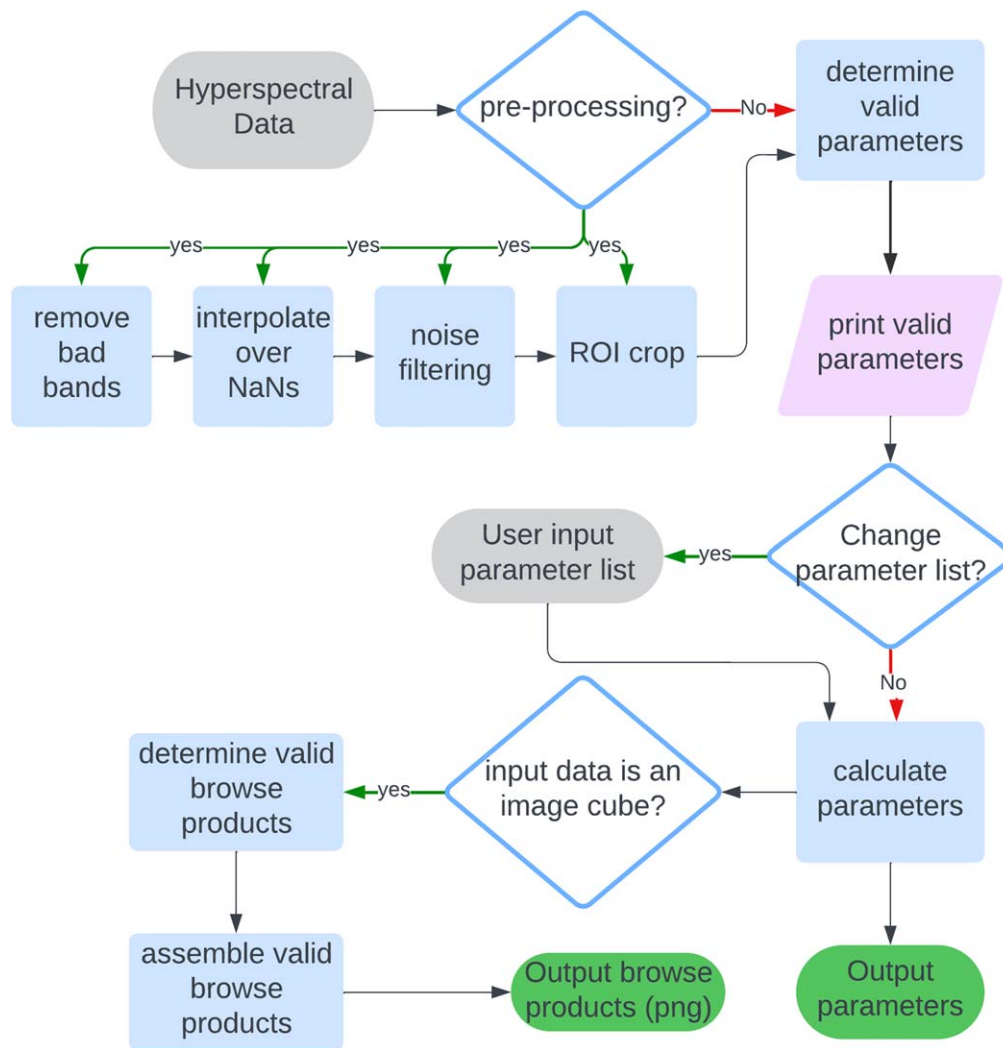 Hyperspectral
Data
pre-processing?
No
determine
valid
parameters
yes
yes
yes
yes
remove
bad
bands
interpolate
over
NaNs
noise
filtering
ROI crop
print valid
parameters
User input
parameter list
yes
Change
parameter list?
No
determine valid
browse
products
yes
input data is an
image cube?
calculate
parameters
assemble valid
browse
products
Output browse
products (png)
Output
parameters